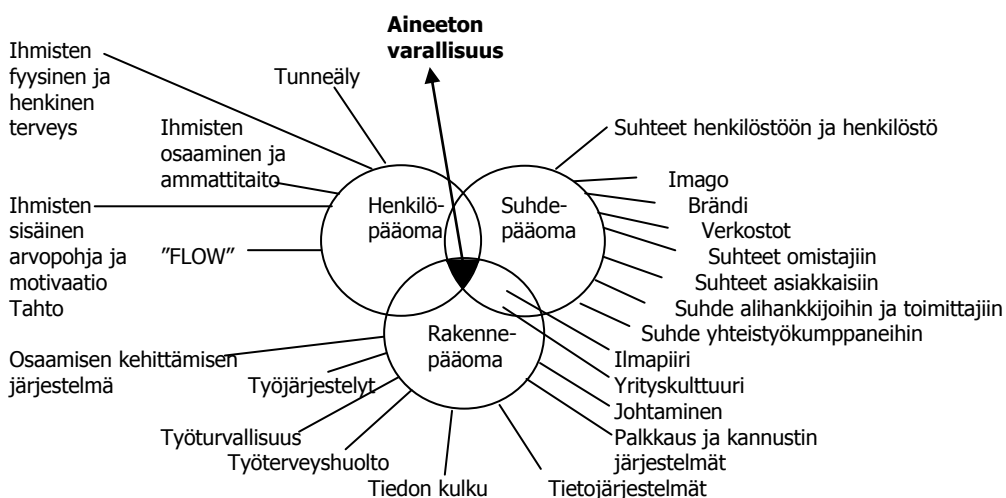 Aineeton
varallisuus
Ihmisten
fyysinen ja
henkinen
terveys
Tunneäly
Ihmisten
osaaminen ja
ammattitaito
Suhteet henkilöstöön ja henkilöstö
Imago
Brändi
Verkostot
Suhteet omistajiin
Suhteet asiakkaisiin
Suhde alihankkijoihin ja toimittajiin
Suhde yhteistyökumppaneihin
Henkilö-
pääoma
Suhde-
pääoma
Ihmisten
sisäinen
arvopohja ja
motivaatio
Tahto
”FLOW”
Rakenne-
pääoma
Osaamisen kehittämisen
järjestelmä
Työjärjestelyt
Työturvallisuus
Työterveyshuolto
Tiedon kulku
Ilmapiiri
Yrityskulttuuri
Johtaminen
Palkkaus ja kannustin
järjestelmät
Tietojärjestelmät